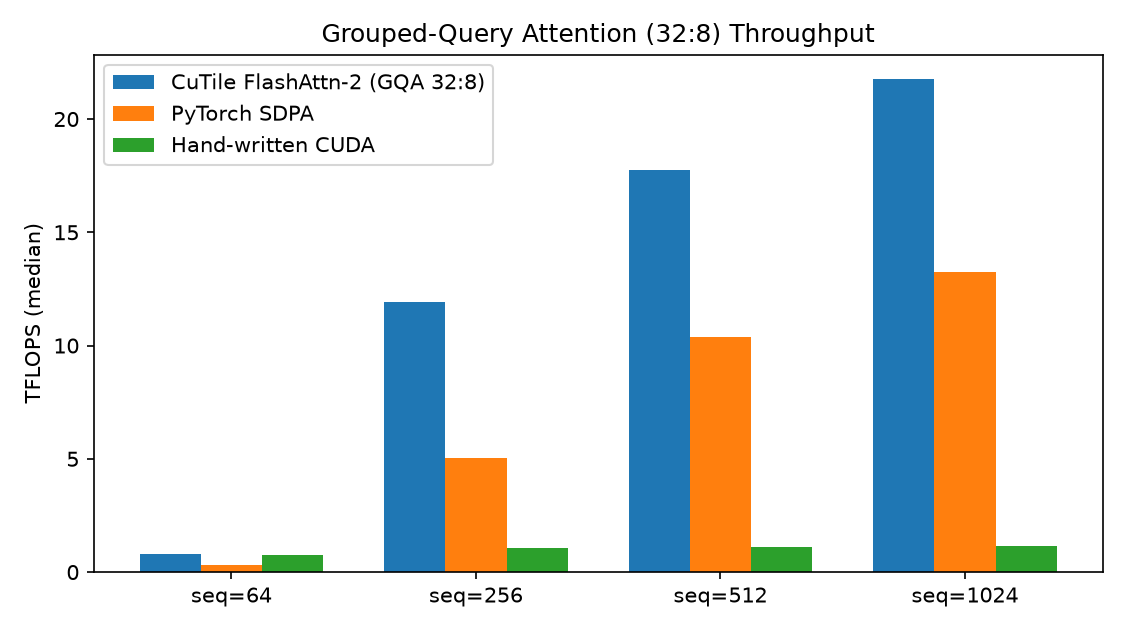 Grouped-Query Attention (32:8) Throughput
CuTile FlashAttn-2 (GQA 32:8)
PyTorch SDPA
Hand-written CUDA
TFLOPS (median)
20
15
10
5
0
seq=64
seq=256
seq=512
seq=1024